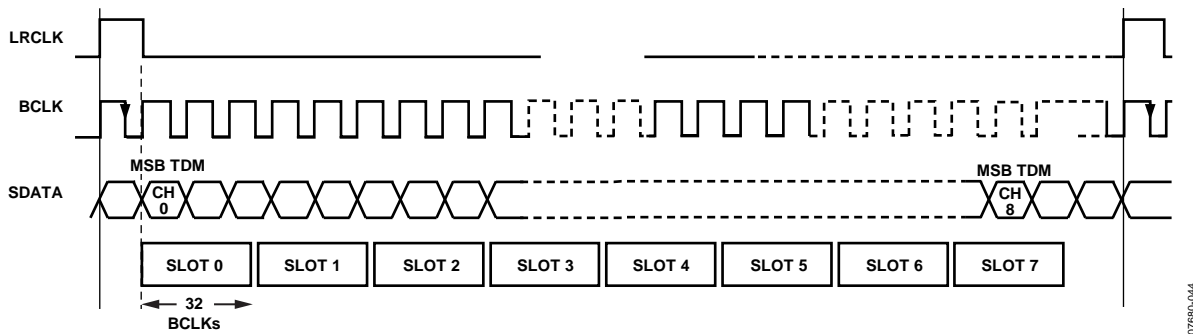 LRCLK
BCLK
MSB TDM
MSB TDM
SDATA
CH
0
CH
8
SLOT 0
SLOT 1
SLOT 2
SLOT 3
SLOT 4
SLOT 5
SLOT 6
SLOT 7
32
BCLKs
07680-044